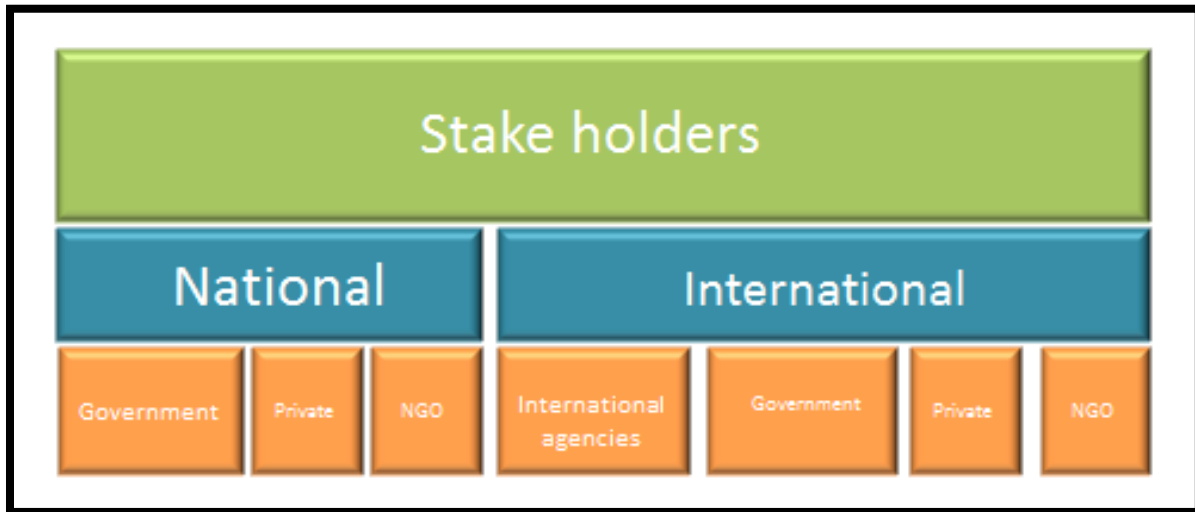 Stake holders
National
International
Government
Private
NGO
International
agencies
Government
Private
NGO